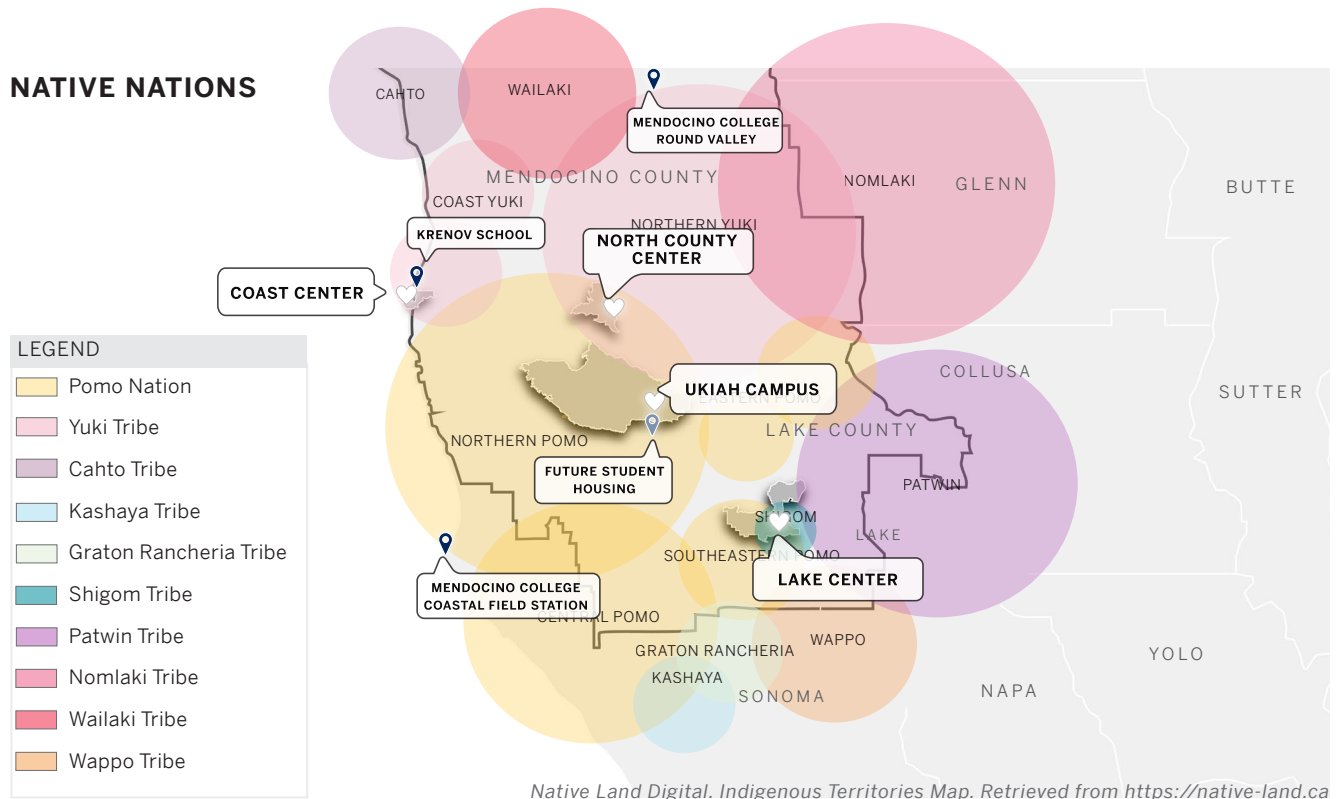 NATIVE NATIONS
CAHTO
WAILAKI
MENDOCINO COLLEGE
ROUND VALLEY
MENDOCINO COUNTY
NOMLAKI
GLENN
BUTTE
COAST YUKI
NORTHERN YUKI
KRENOV SCHOOL
NORTH COUNTY
CENTER
COAST CENTER
LEGEND
Pomo Nation
Yuki Tribe
Cahto Tribe
Kashaya Tribe
Graton Rancheria Tribe
Shigom Tribe
Patwin Tribe
Nomlaki Tribe
Wailaki Tribe
Wappo Tribe
COLLUSA
SUTTER
UKIAH CAMPUS
EASTERN POMO
LAKE COUNTY
NORTHERN POMO
FUTURE STUDENT
HOUSING
PATWIN
SHIGOM
LAKE
SOUTHEASTERN POMO
LAKE CENTER
MENDOCINO COLLEGE
COASTAL FIELD STATION
CENTRAL POMO
WAPPO
GRATON RANCHERIA
KASHAYA
SONOMA
NAPA
YOLO
Native Land Digital. Indigenous Territories Map. Retrieved from https://native-land.ca